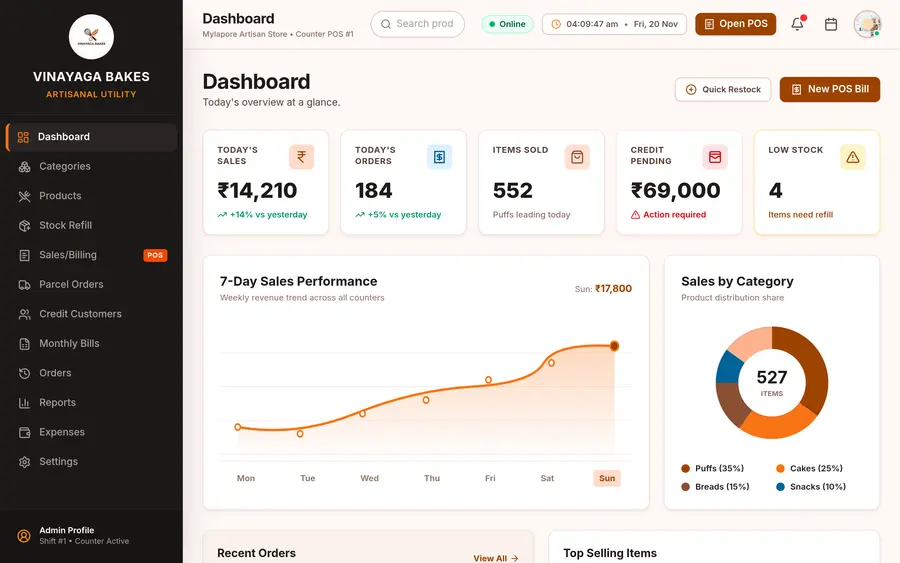 VINAYAGA BAKES
VINAYAGA BAKES
ARTISANAL UTILITY
Dashboard
Categories
Products
Stock Refill
Sales/Billing POS
Parcel Orders
Credit Customers
Monthly Bills
Orders
Reports
Expenses
Settings
Admin Profile
Shift #1 • Counter Active
Dashboard
Mylapore Artisan Store • Counter POS #1
Search prod
Online
04:09:47 am • Fri, 20 Nov
Open POS
Dashboard
Today's overview at a glance.
Quick Restock
New POS Bill
TODAY'S SALES
₹14,210
+14% vs yesterday
TODAY'S ORDERS
184
+5% vs yesterday
ITEMS SOLD
552
Puffs leading today
CREDIT PENDING
₹69,000
Action required
LOW STOCK
4
Items need refill
7-Day Sales Performance
Weekly revenue trend across all counters
Sun: ₹17,800
Mon Tue Wed Thu Fri Sat Sun
Sales by Category
Product distribution share
527
ITEMS
Puffs (35%) Cakes (25%)
Breads (15%) Snacks (10%)
Recent Orders
View All →
Top Selling Items